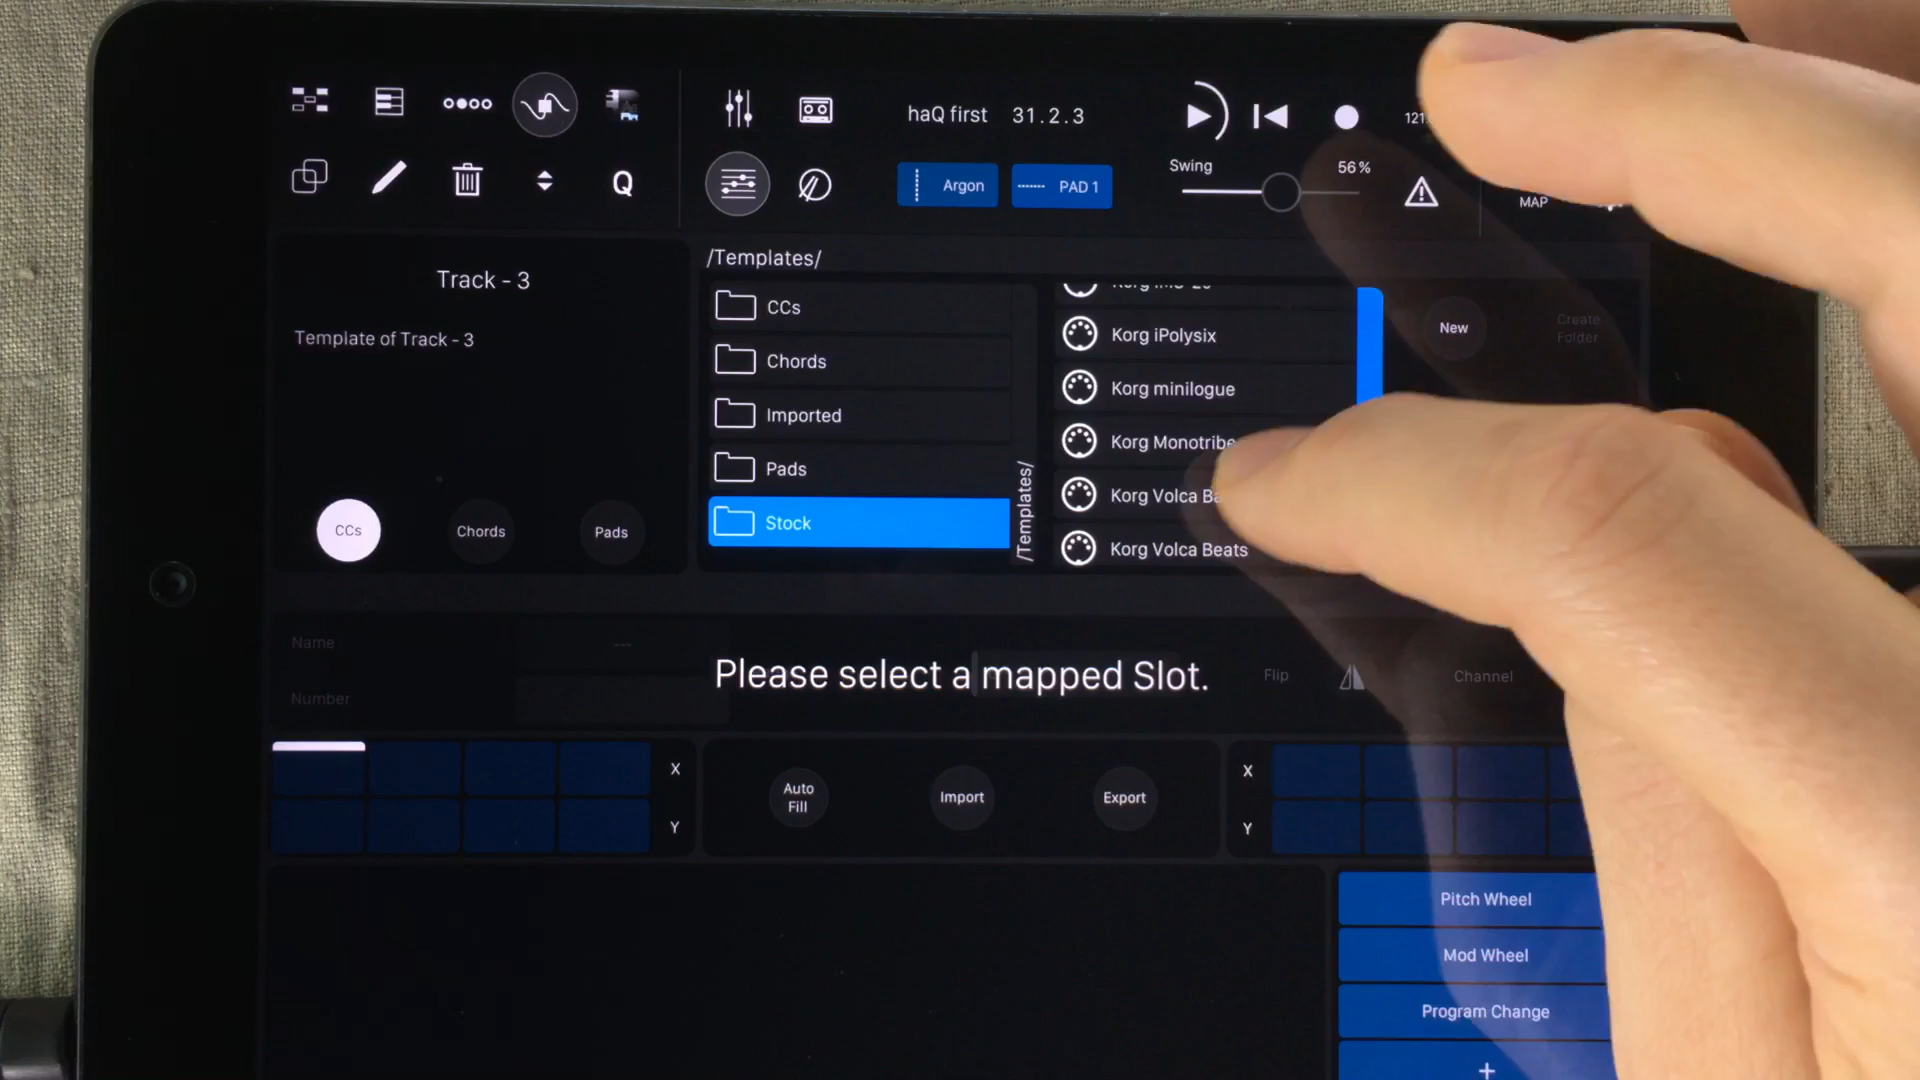 haQ first 31.2.3
121
Swing 56%
Q
Argon PAD 1
MAP
/Templates/
Track - 3
Template of Track - 3
CCs Chords Pads
CCs
Chords
Imported
Pads
Stock
/Templates/
Korg iPolysix
Korg minilogue
Korg Monotribe
Korg Volca
Korg Volca Beats
New
Create
Folder
Name ---
Number
Please select a mapped Slot.
Flip Channel
X
Y
Auto
Fill
Import Export
X
Y
Pitch Wheel
Mod Wheel
Program Change
+